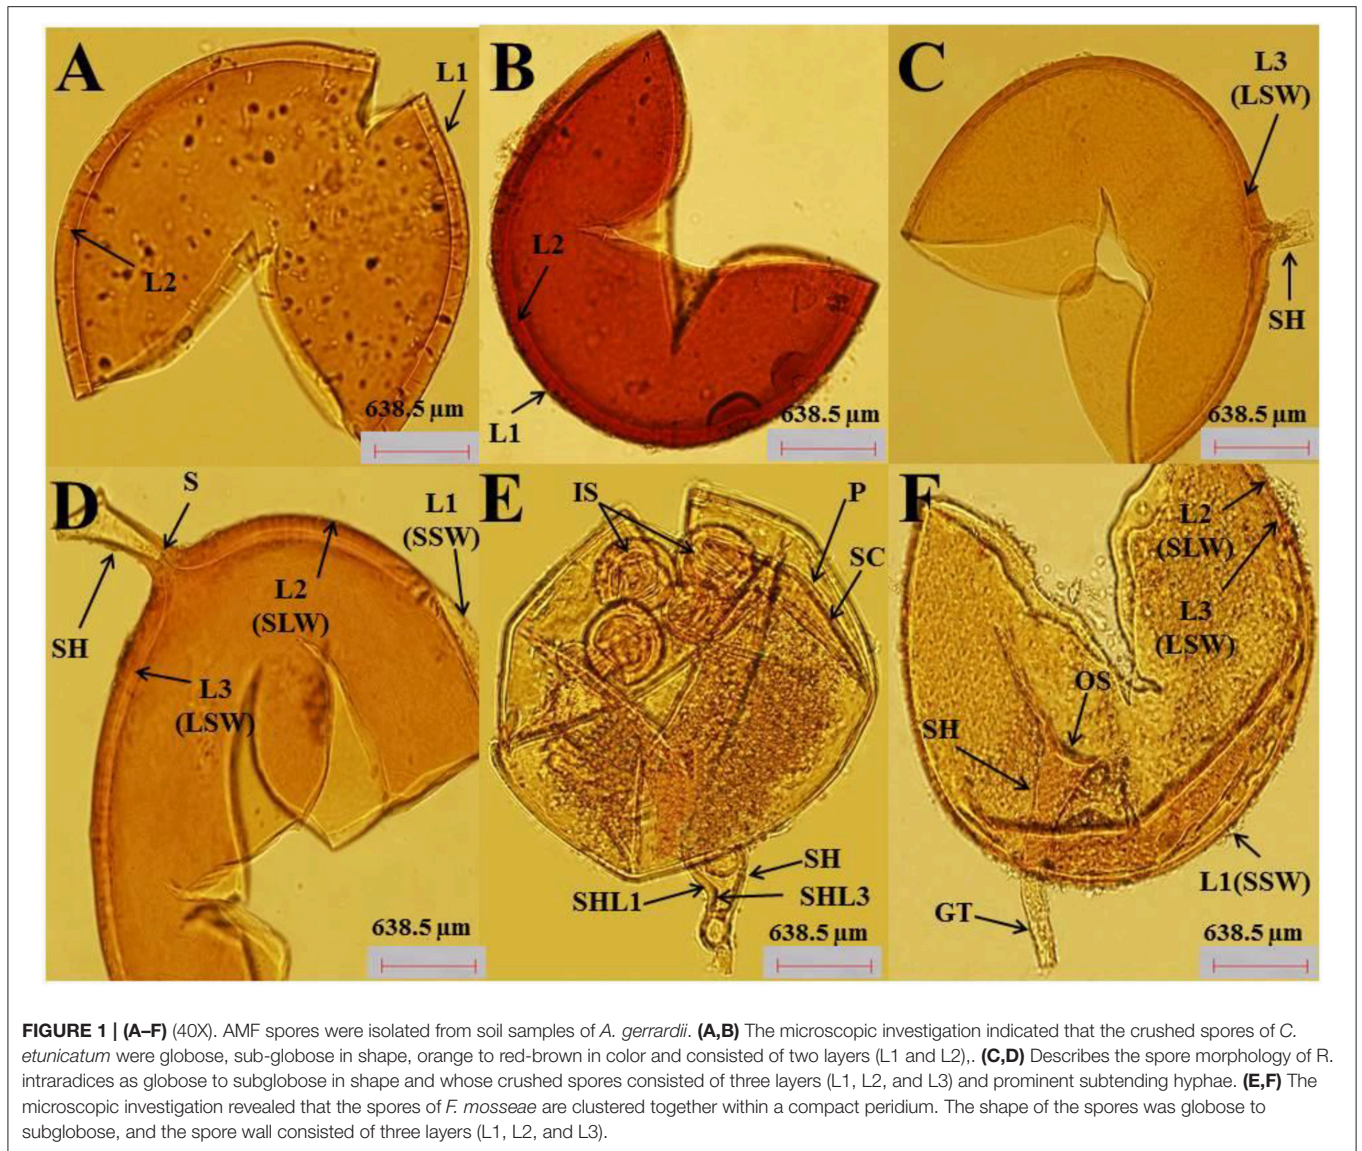 A
L1
L2
638.5 µm
B
L2
L1
638.5 µm
C
L3
(LSW)
SH
638.5 µm
D
S
L1
(SSW)
L2
(SLW)
SH
L3
(LSW)
638.5 µm
E
IS
P
SC
SH
SHL1
SHL3
638.5 µm
F
L2
(SLW)
L3
(LSW)
OS
SH
L1(SSW)
GT
638.5 µm
FIGURE 1 | (A–F) (40X). AMF spores were isolated from soil samples of A. gerrardii. (A,B) The microscopic investigation indicated that the crushed spores of C.
etunicatum were globose, sub-globose in shape, orange to red-brown in color and consisted of two layers (L1 and L2),. (C,D) Describes the spore morphology of R.
intraradices as globose to subglobose in shape and whose crushed spores consisted of three layers (L1, L2, and L3) and prominent subtending hyphae. (E,F) The
microscopic investigation revealed that the spores of F. mosseae are clustered together within a compact peridium. The shape of the spores was globose to
subglobose, and the spore wall consisted of three layers (L1, L2, and L3).